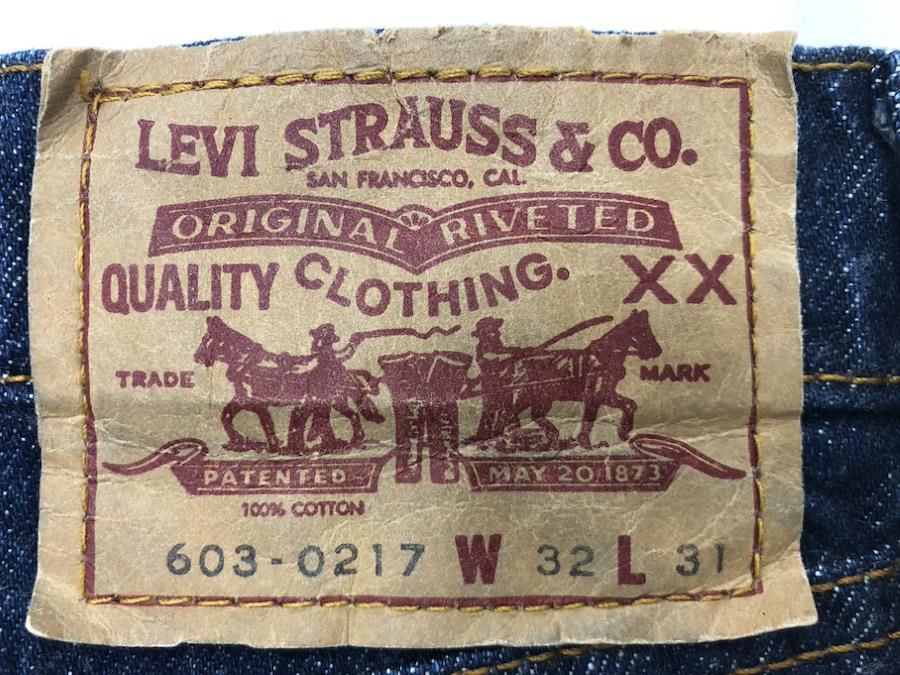 LEVI STRAUSS & CO.
SAN FRANCISCO, CAL.
ORIGINAL RIVETED
QUALITY CLOTHING. XX
TRADE MARK
PATENTED MAY 20 1873
100% COTTON
603-0217 W 32 L 31